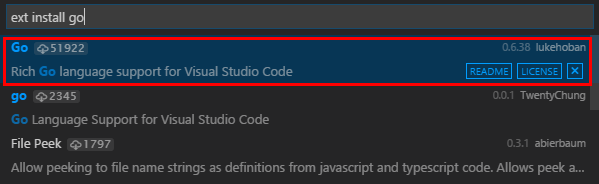 ext install go
Go 51922 0.6.38 lukehoban
Rich Go language support for Visual Studio Code README LICENSE
go 2345 0.0.1 TwentyChung
Go Language Support for Visual Studio Code
File Peek 1797 0.3.1 abierbaum
Allow peeking to file name strings as definitions from javascript and typescript code. Allows peek a...